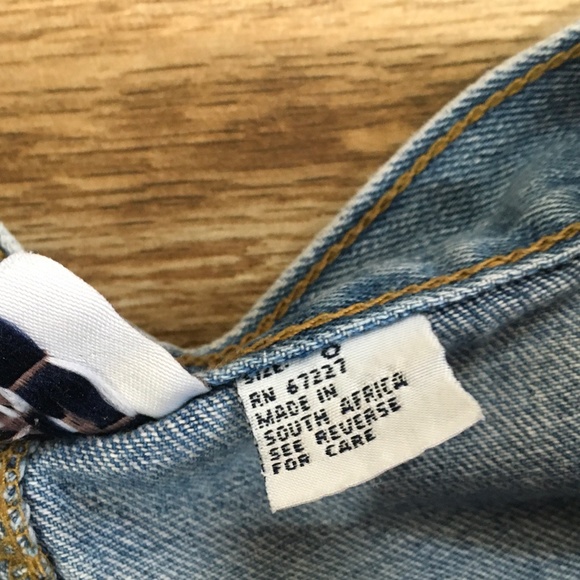 SIZE: 0
RN 67227
MADE IN
SOUTH AFRICA
SEE REVERSE
FOR CARE